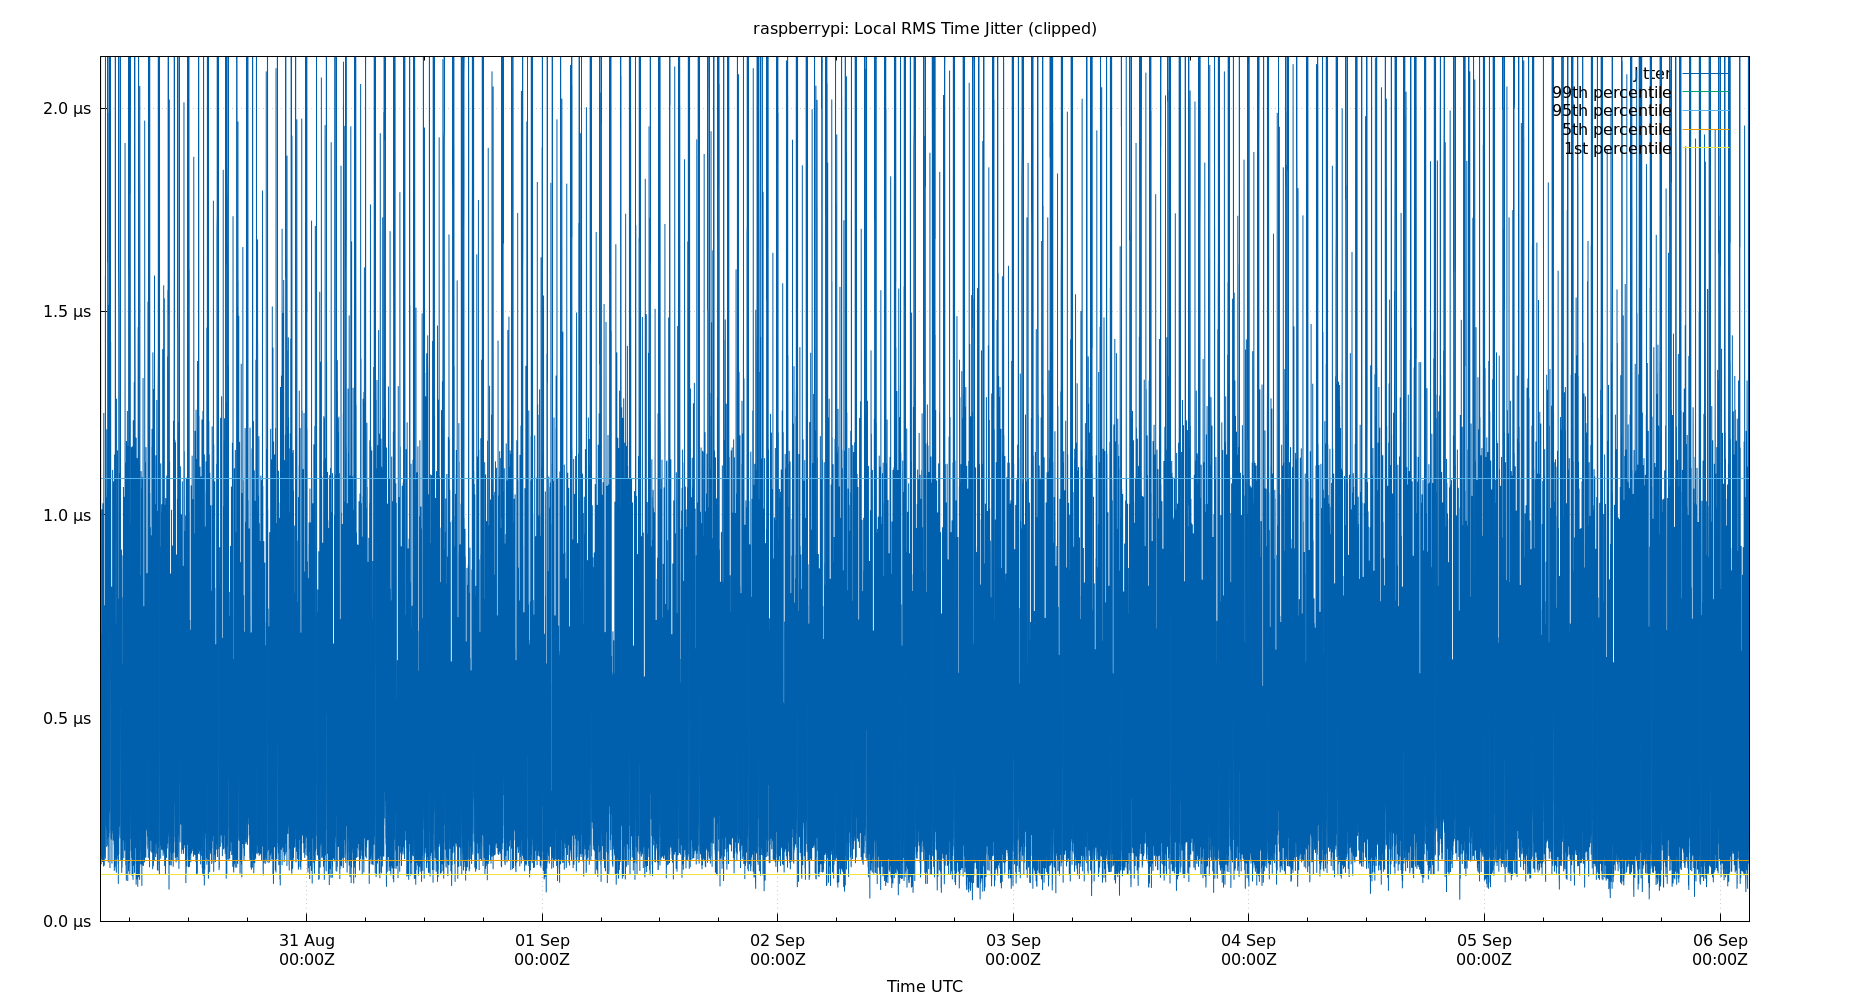 raspberrypi: Local RMS Time Jitter (clipped)
Jitter
99th percentile
95th percentile
5th percentile
1st percentile
2.0 µs
1.5 µs
1.0 µs
0.5 µs
0.0 µs
31 Aug 01 Sep 02 Sep 03 Sep 04 Sep 05 Sep 06 Sep
00:00Z 00:00Z 00:00Z 00:00Z 00:00Z 00:00Z 00:00Z
Time UTC